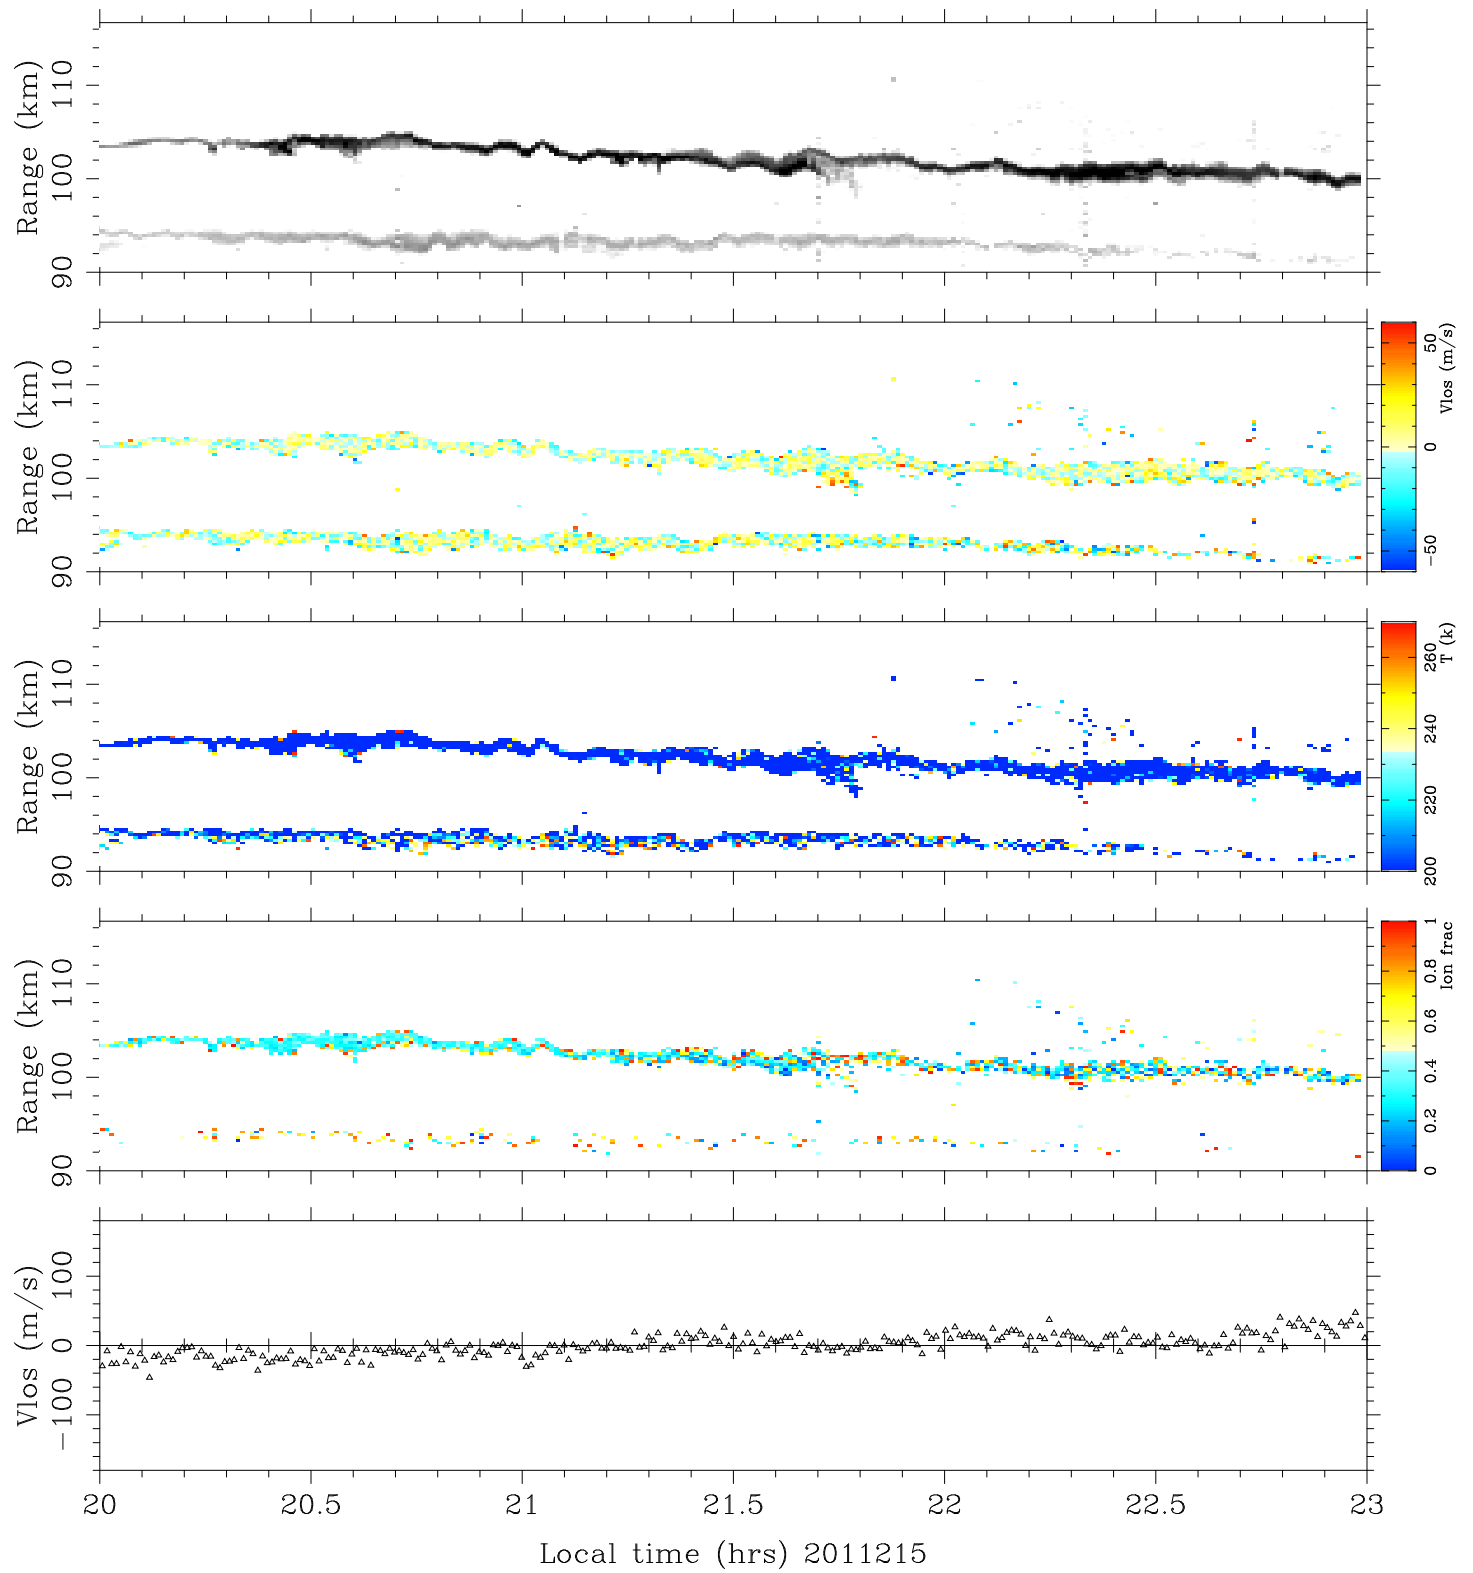 Range (km)
90 100 110
Range (km)
90 100 110
−50 0 50
Vlos (m/s)
Range (km)
90 100 110
200 220 240 260
T (k)
Range (km)
90 100 110
0 0.2 0.4 0.6 0.8 1
Ion frac
Vlos (m/s)
−100 0 100
20 20.5 21 21.5 22 22.5 23
Local time (hrs) 2011215